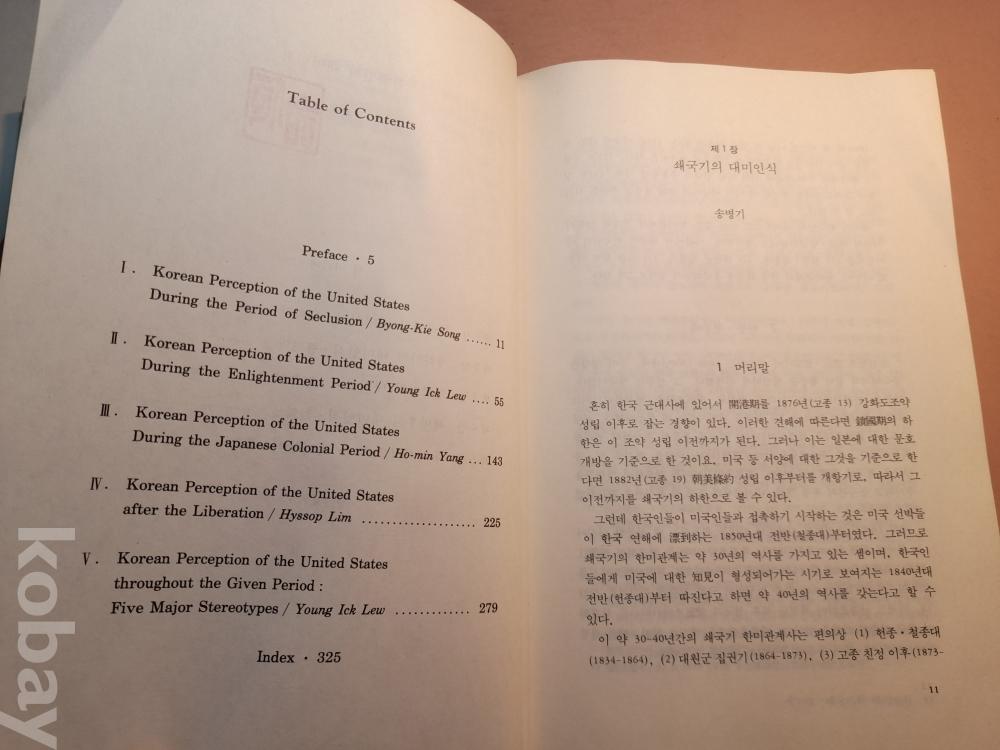 Table of Contents
Preface · 5
Ⅰ. Korean Perception of the United States
During the Period of Seclusion / Byong-Kie Song ...... 11
Ⅱ. Korean Perception of the United States
During the Enlightenment Period / Young Ick Lew .... 55
Ⅲ. Korean Perception of the United States
During the Japanese Colonial Period / Ho-min Yang ... 143
Ⅳ. Korean Perception of the United States
after the Liberation / Hyssop Lim .................... 225
Ⅴ. Korean Perception of the United States
throughout the Given Period :
Five Major Stereotypes / Young Ick Lew ............. 279
Index · 325
제1장
쇄국기의 대미인식
송병기
1 머리말
흔히 한국 근대사에 있어서 開港期를 1876년(고종 13) 강화도조약
성립 이후로 잡는 경향이 있다. 이러한 견해에 따른다면 鎖國期의 하
한은 이 조약 성립 이전까지가 된다. 그러나 이는 일본에 대한 문호
개방을 기준으로 한 것이요, 미국 등 서양에 대한 그것을 기준으로 한
다면 1882년(고종 19) 朝美條約 성립 이후부터를 개항기로, 따라서 그
이전까지를 쇄국기의 하한으로 볼 수 있다.
그런데 한국인들이 미국인들과 접촉하기 시작하는 것은 미국 선박들
이 한국 연해에 漂到하는 1850년대 전반(철종대)부터였다. 그러므로
쇄국기의 한미관계는 약 30년의 역사를 가지고 있는 셈이며, 한국인
들에게 미국에 대한 知見이 형성되어가는 시기로 보여지는 1840년대
전반(헌종대)부터 따진다고 하면 약 40년의 역사를 갖는다고 할 수
있다.
이 약 30~40년간의 쇄국기 한미관계사는 편의상 (1) 헌종·철종대
(1834-1864), (2) 대원군 집권기(1864-1873), (3) 고종 친정 이후(1873-
11
kobay